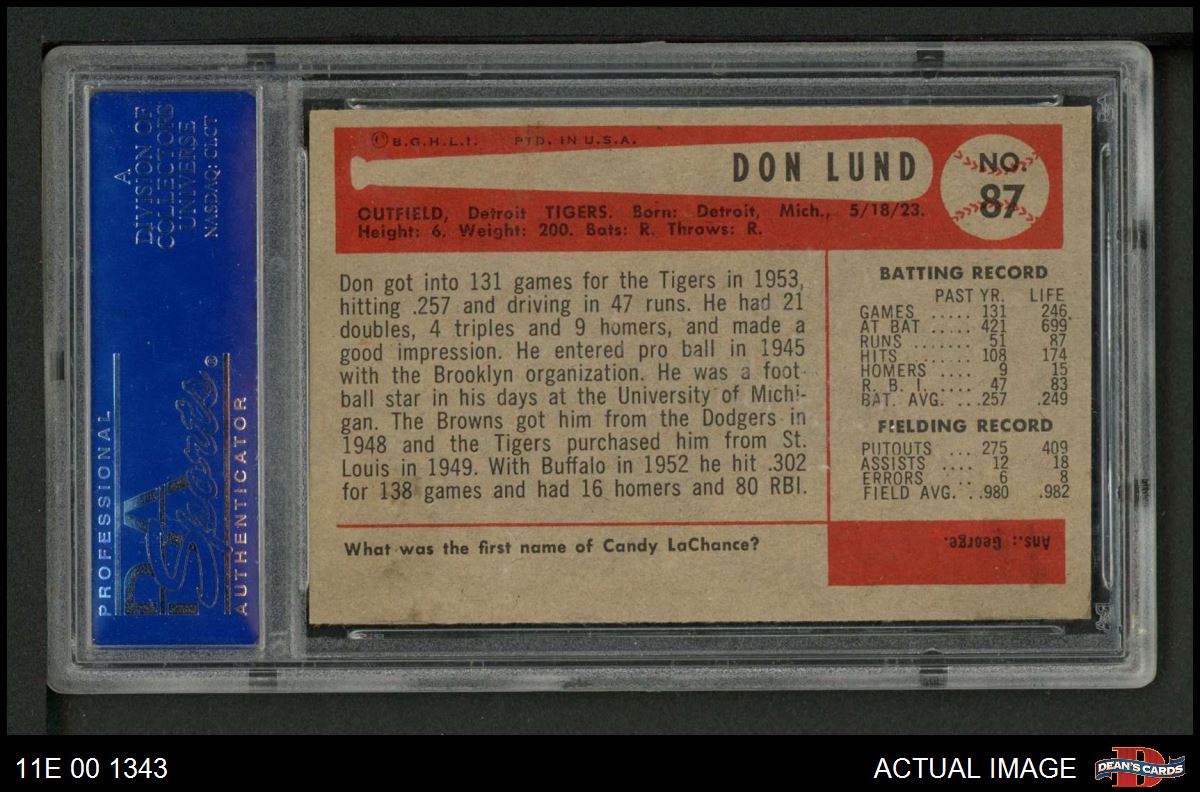 A
DIVISION OF
COLLECTORS
UNIVERSE
NASDAQ: CLCT
PROFESSIONAL
PSA
Sports®
AUTHENTICATOR
© B.G.H.L.I. PTD. IN U.S.A.
DON LUND
NO.
87
OUTFIELD, Detroit TIGERS. Born: Detroit, Mich., 5/18/23.
Height: 6. Weight: 200. Bats: R. Throws: R.
Don got into 131 games for the Tigers in 1953,
hitting .257 and driving in 47 runs. He had 21
doubles, 4 triples and 9 homers, and made a
good impression. He entered pro ball in 1945
with the Brooklyn organization. He was a foot-
ball star in his days at the University of Michi-
gan. The Browns got him from the Dodgers in
1948 and the Tigers purchased him from St.
Louis in 1949. With Buffalo in 1952 he hit .302
for 138 games and had 16 homers and 80 RBI.
What was the first name of Candy LaChance?
BATTING RECORD
PAST YR. LIFE
GAMES ..... 131 246
AT BAT ..... 421 699
RUNS ....... 51 87
HITS ....... 108 174
HOMERS .... 9 15
R. B. I. .... 47 83
BAT. AVG. ... .257 .249
FIELDING RECORD
PUTOUTS ... 275 409
ASSISTS .... 12 18
ERRORS .. 6 8
FIELD AVG. . .980 .982
Ans.: George.
11E 00 1343
ACTUAL IMAGE
D
DEAN'S CARDS